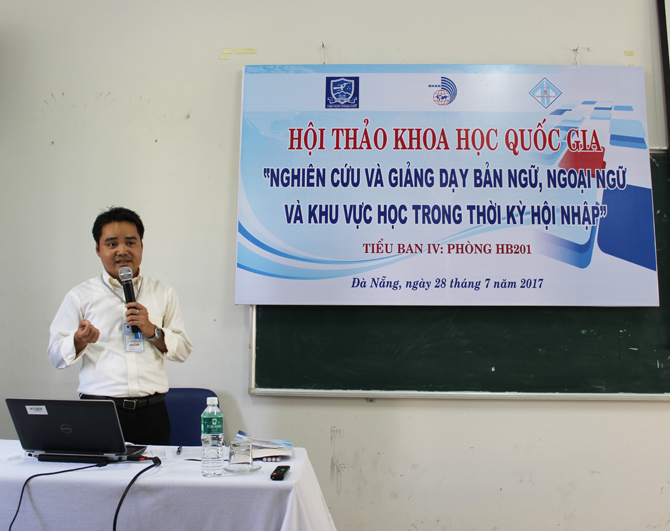 HỘI THẢO KHOA HỌC QUỐC GIA
"NGHIÊN CỨU VÀ GIẢNG DẠY BẢN NGỮ, NGOẠI NGỮ
VÀ KHU VỰC HỌC TRONG THỜI KỲ HỘI NHẬP"
TIỂU BAN IV: PHÒNG HB201
Đà Nẵng, ngày 28 tháng 7 năm 2017